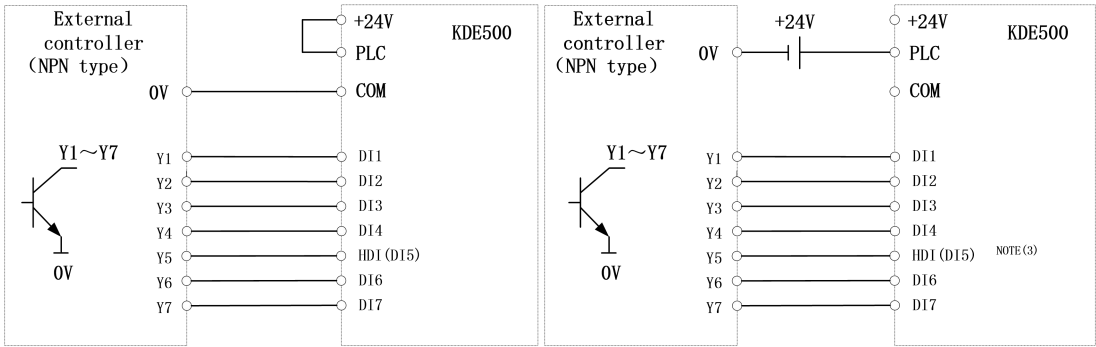 External
controller
(NPN type)
+24V
KDE500
PLC
0V
COM
Y1～Y7
Y1
DI1
Y2
DI2
Y3
DI3
Y4
DI4
Y5
HDI(DI5)
Y6
DI6
Y7
DI7
0V
External
controller
(NPN type)
+24V
+24V
KDE500
0V
PLC
COM
Y1～Y7
Y1
DI1
Y2
DI2
Y3
DI3
Y4
DI4
Y5
HDI(DI5)
NOTE(3)
Y6
DI6
Y7
DI7
0V